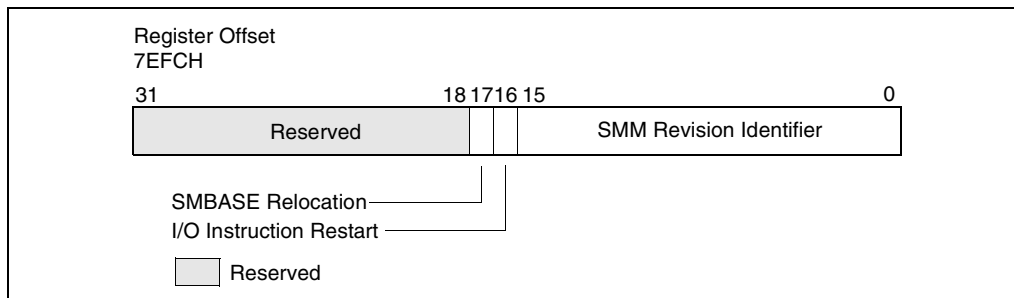 Register Offset
7EFCH
31 18 17 16 15 0
Reserved SMM Revision Identifier
SMBASE Relocation
I/O Instruction Restart
Reserved